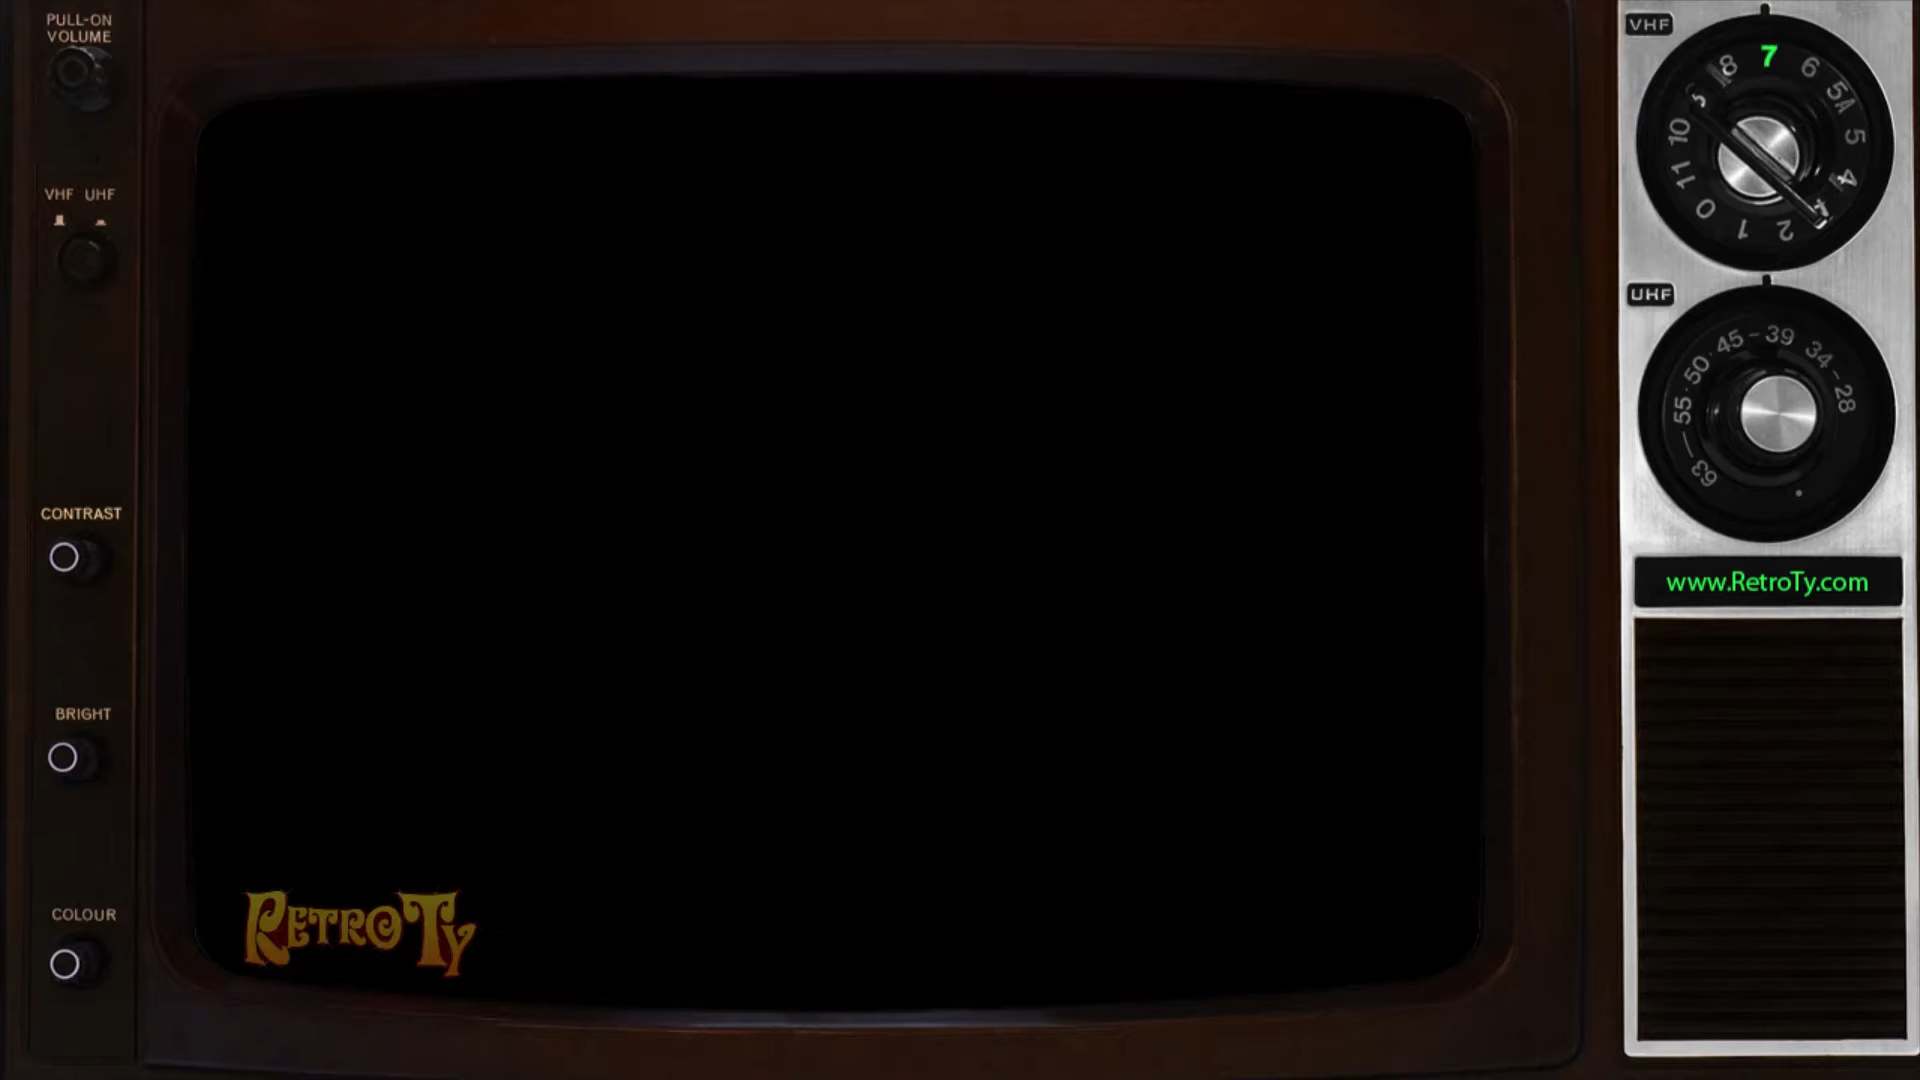 PULL-ON
VOLUME
VHF UHF
CONTRAST
BRIGHT
COLOUR
RETROTY
VHF
7
6
5A
5
4
2
1
0
11
10
8
UHF
63 55 50 45 39 34 28
www.RetroTy.com